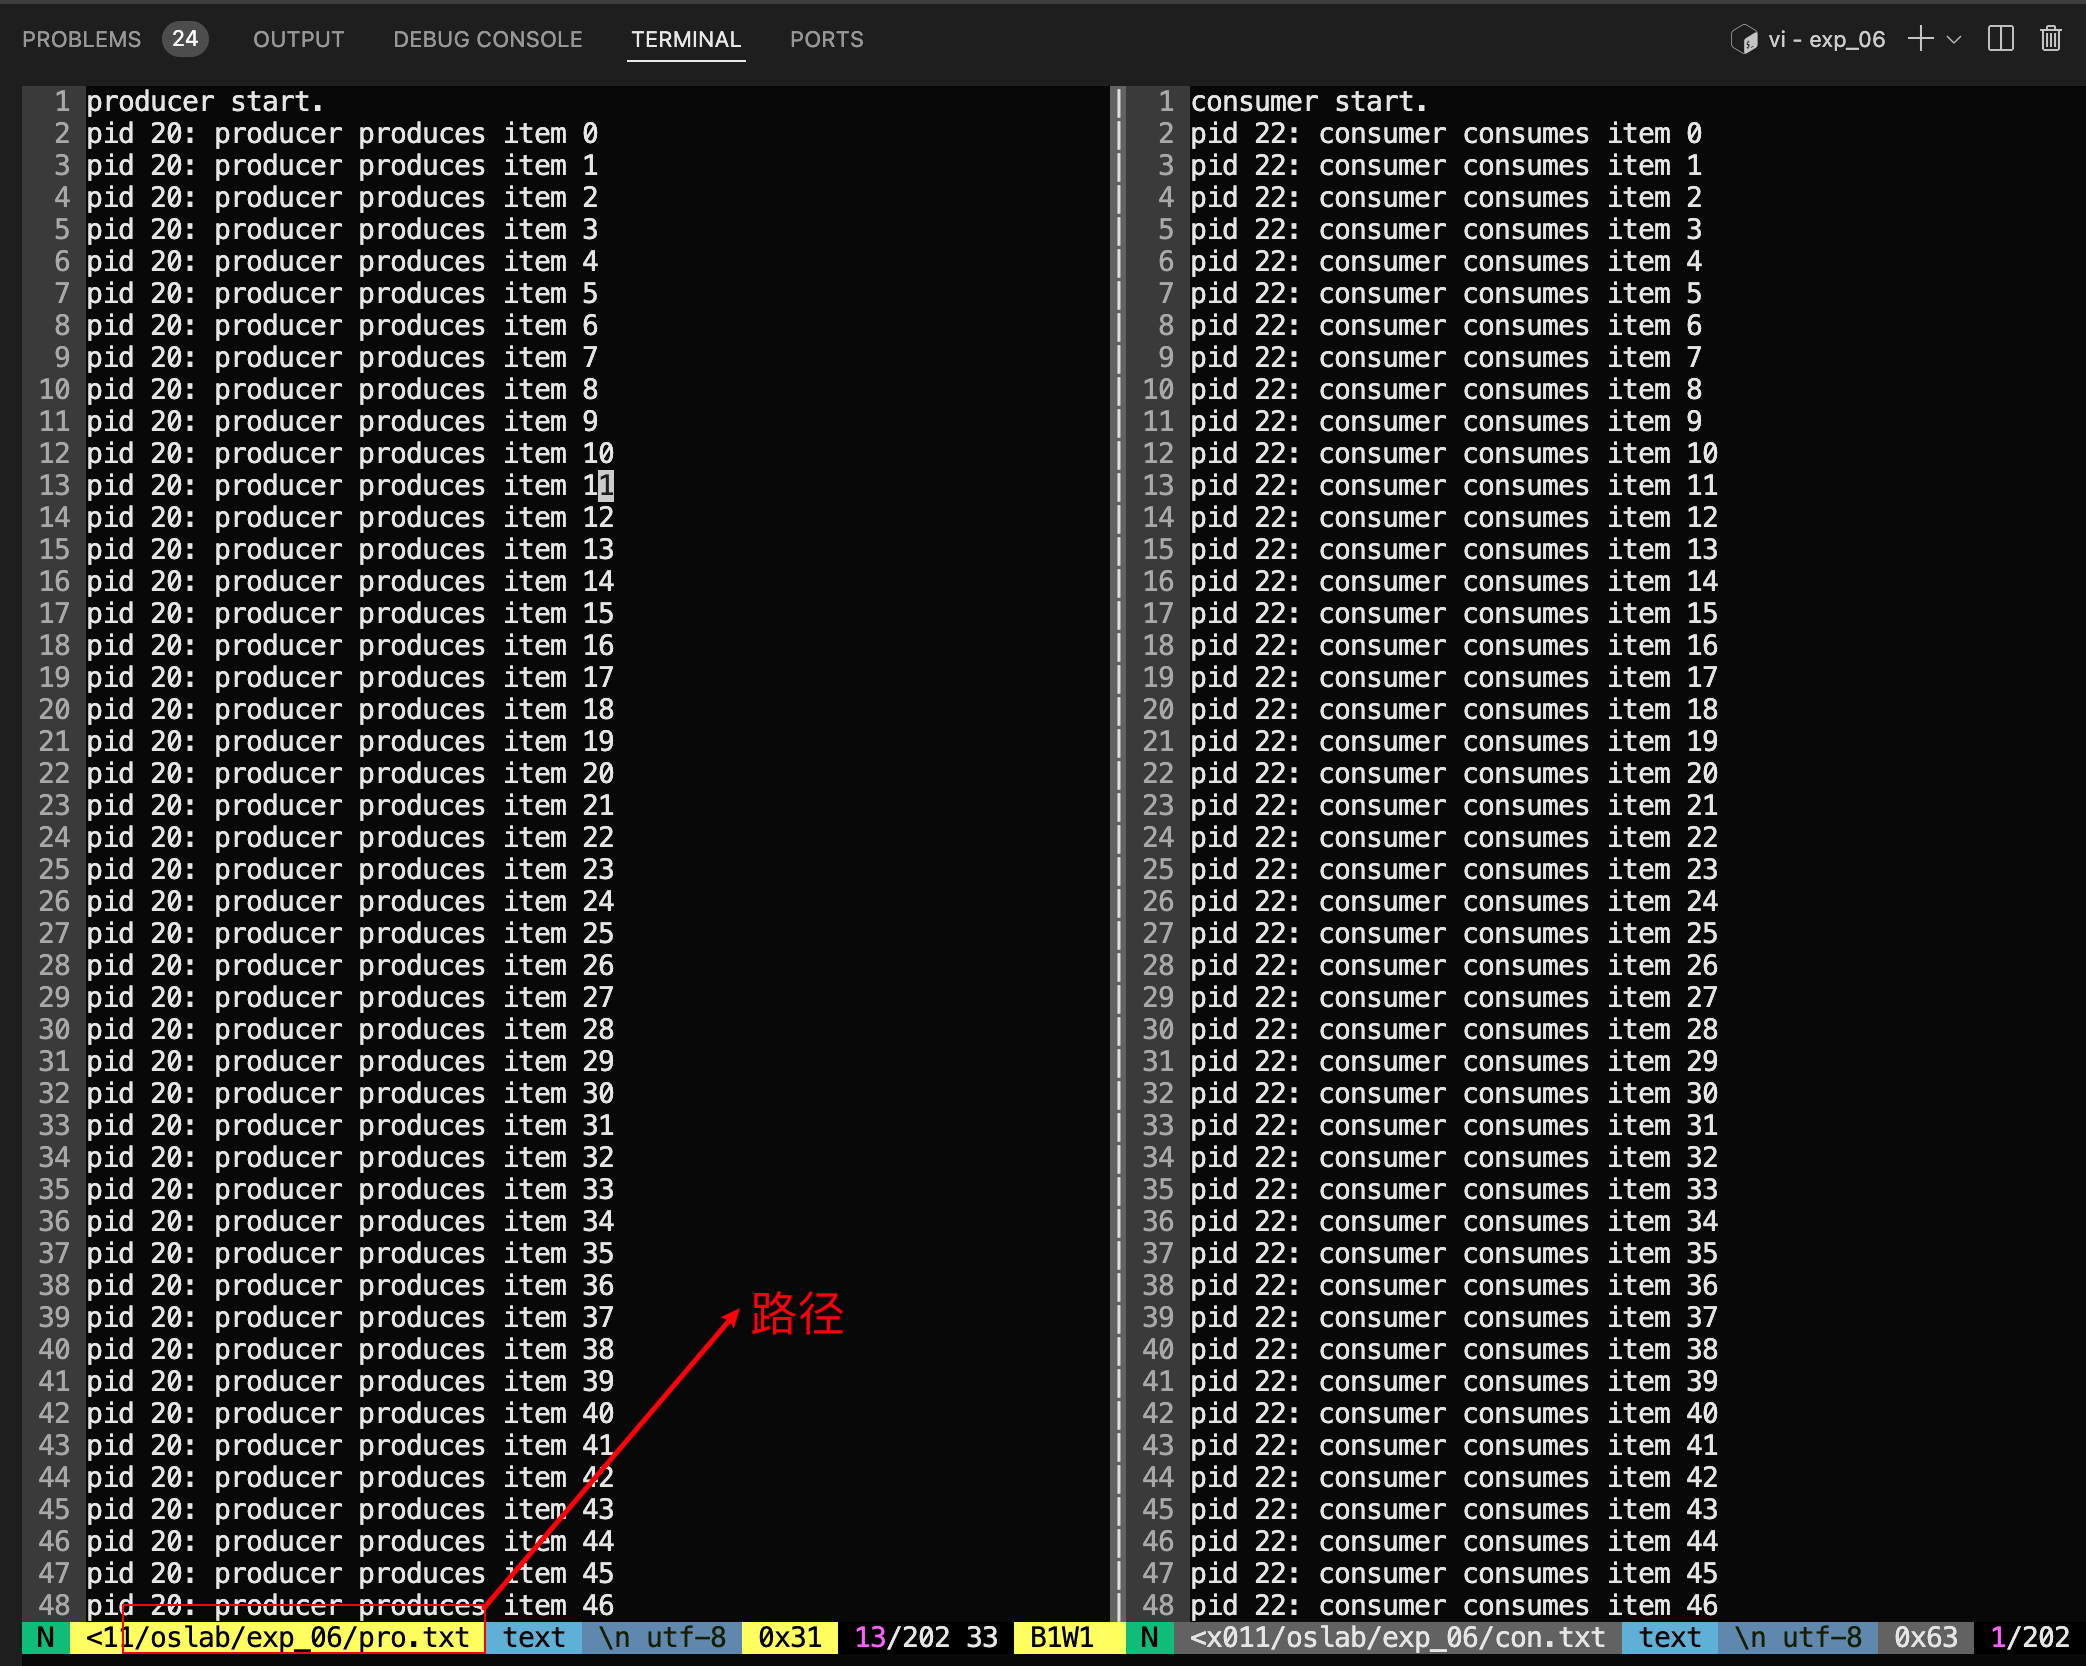 PROBLEMS 24 OUTPUT DEBUG CONSOLE TERMINAL PORTS vi - exp_06
1 producer start.
2 pid 20: producer produces item 0
3 pid 20: producer produces item 1
4 pid 20: producer produces item 2
5 pid 20: producer produces item 3
6 pid 20: producer produces item 4
7 pid 20: producer produces item 5
8 pid 20: producer produces item 6
9 pid 20: producer produces item 7
10 pid 20: producer produces item 8
11 pid 20: producer produces item 9
12 pid 20: producer produces item 10
13 pid 20: producer produces item 11
14 pid 20: producer produces item 12
15 pid 20: producer produces item 13
16 pid 20: producer produces item 14
17 pid 20: producer produces item 15
18 pid 20: producer produces item 16
19 pid 20: producer produces item 17
20 pid 20: producer produces item 18
21 pid 20: producer produces item 19
22 pid 20: producer produces item 20
23 pid 20: producer produces item 21
24 pid 20: producer produces item 22
25 pid 20: producer produces item 23
26 pid 20: producer produces item 24
27 pid 20: producer produces item 25
28 pid 20: producer produces item 26
29 pid 20: producer produces item 27
30 pid 20: producer produces item 28
31 pid 20: producer produces item 29
32 pid 20: producer produces item 30
33 pid 20: producer produces item 31
34 pid 20: producer produces item 32
35 pid 20: producer produces item 33
36 pid 20: producer produces item 34
37 pid 20: producer produces item 35
38 pid 20: producer produces item 36
39 pid 20: producer produces item 37
40 pid 20: producer produces item 38
41 pid 20: producer produces item 39
42 pid 20: producer produces item 40
43 pid 20: producer produces item 41
44 pid 20: producer produces item 42
45 pid 20: producer produces item 43
46 pid 20: producer produces item 44
47 pid 20: producer produces item 45
48 pid 20: producer produces item 46
路径
N <11/oslab/exp_06/pro.txt text \n utf-8 0x31 13/202 33 B1W1
1 consumer start.
2 pid 22: consumer consumes item 0
3 pid 22: consumer consumes item 1
4 pid 22: consumer consumes item 2
5 pid 22: consumer consumes item 3
6 pid 22: consumer consumes item 4
7 pid 22: consumer consumes item 5
8 pid 22: consumer consumes item 6
9 pid 22: consumer consumes item 7
10 pid 22: consumer consumes item 8
11 pid 22: consumer consumes item 9
12 pid 22: consumer consumes item 10
13 pid 22: consumer consumes item 11
14 pid 22: consumer consumes item 12
15 pid 22: consumer consumes item 13
16 pid 22: consumer consumes item 14
17 pid 22: consumer consumes item 15
18 pid 22: consumer consumes item 16
19 pid 22: consumer consumes item 17
20 pid 22: consumer consumes item 18
21 pid 22: consumer consumes item 19
22 pid 22: consumer consumes item 20
23 pid 22: consumer consumes item 21
24 pid 22: consumer consumes item 22
25 pid 22: consumer consumes item 23
26 pid 22: consumer consumes item 24
27 pid 22: consumer consumes item 25
28 pid 22: consumer consumes item 26
29 pid 22: consumer consumes item 27
30 pid 22: consumer consumes item 28
31 pid 22: consumer consumes item 29
32 pid 22: consumer consumes item 30
33 pid 22: consumer consumes item 31
34 pid 22: consumer consumes item 32
35 pid 22: consumer consumes item 33
36 pid 22: consumer consumes item 34
37 pid 22: consumer consumes item 35
38 pid 22: consumer consumes item 36
39 pid 22: consumer consumes item 37
40 pid 22: consumer consumes item 38
41 pid 22: consumer consumes item 39
42 pid 22: consumer consumes item 40
43 pid 22: consumer consumes item 41
44 pid 22: consumer consumes item 42
45 pid 22: consumer consumes item 43
46 pid 22: consumer consumes item 44
47 pid 22: consumer consumes item 45
48 pid 22: consumer consumes item 46
N <x011/oslab/exp_06/con.txt text \n utf-8 0x63 1/202